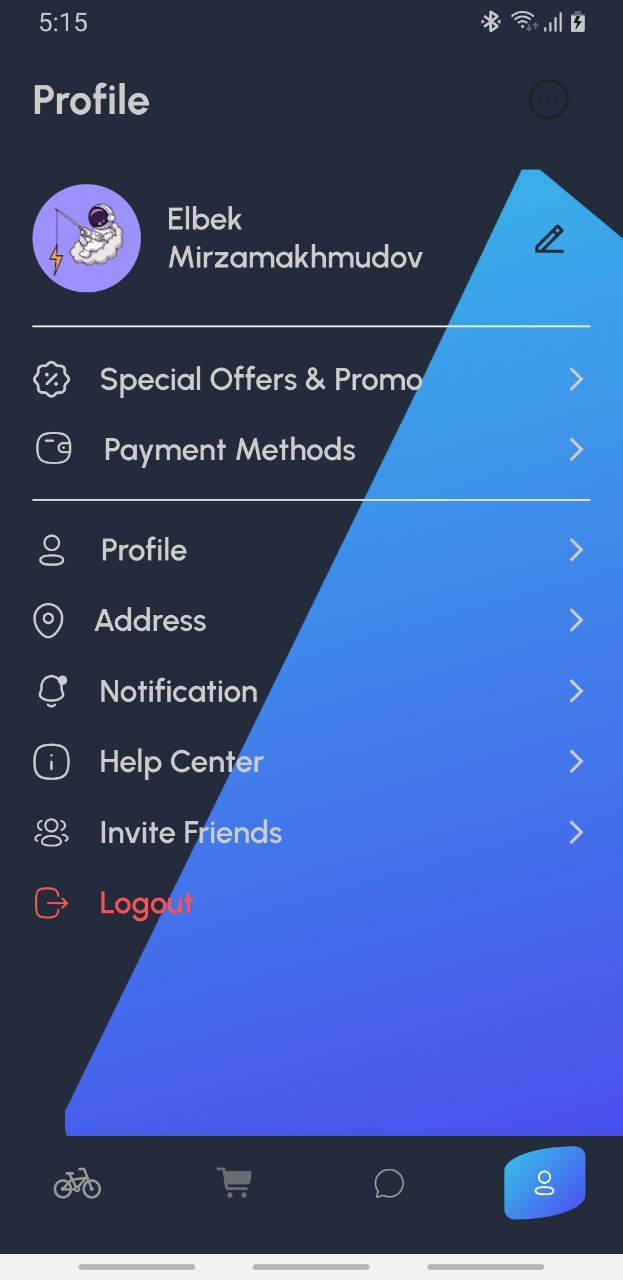 5:15
Profile
Elbek
Mirzamakhmudov
Special Offers & Promo
Payment Methods
Profile
Address
Notification
Help Center
Invite Friends
Logout